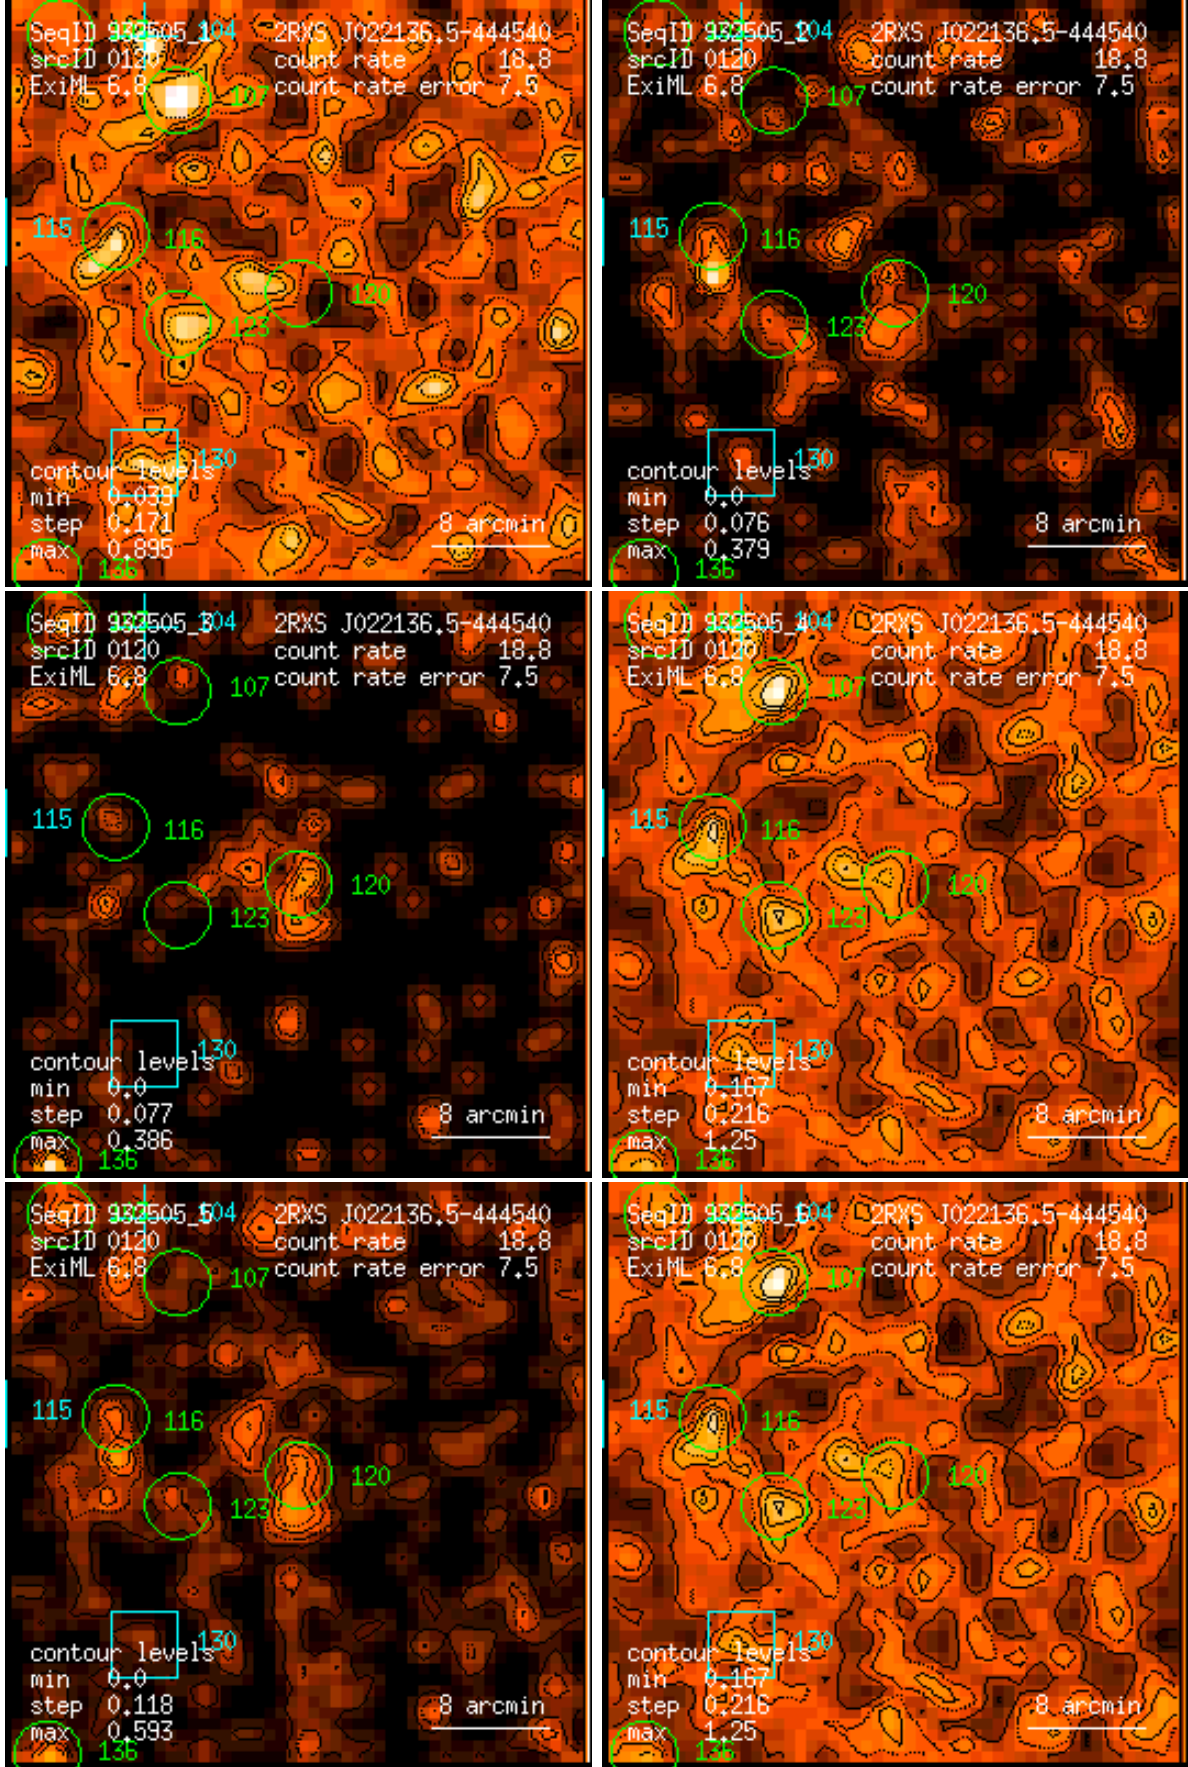 SeqID 932505_1 104 2RXS J022136.5-444540
srcID 0120 count rate 18.8
ExiML 6.8 107 count rate error 7.5
115 116
120
123
130
contour levels
min 0.039
step 0.171
max 0.895
8 arcmin
136
SeqID 932505_2 104 2RXS J022136.5-444540
srcID 0120 count rate 18.8
ExiML 6.8 107 count rate error 7.5
115 116
120
123
130
contour levels
min 0.0
step 0.076
max 0.379
8 arcmin
136
SeqID 932505_3 104 2RXS J022136.5-444540
srcID 0120 count rate 18.8
ExiML 6.8 107 count rate error 7.5
115 116
120
123
130
contour levels
min 0.0
step 0.077
max 0.386
8 arcmin
136
SeqID 932505_4 104 2RXS J022136.5-444540
srcID 0120 count rate 18.8
ExiML 6.8 107 count rate error 7.5
115 116
120
123
130
contour levels
min 0.167
step 0.216
max 1.25
8 arcmin
136
SeqID 932505_5 104 2RXS J022136.5-444540
srcID 0120 count rate 18.8
ExiML 6.8 107 count rate error 7.5
115 116
120
123
130
contour levels
min 0.0
step 0.118
max 0.593
8 arcmin
136
SeqID 932505_6 104 2RXS J022136.5-444540
srcID 0120 count rate 18.8
ExiML 6.8 107 count rate error 7.5
115 116
120
123
130
contour levels
min 0.167
step 0.216
max 1.25
8 arcmin
136